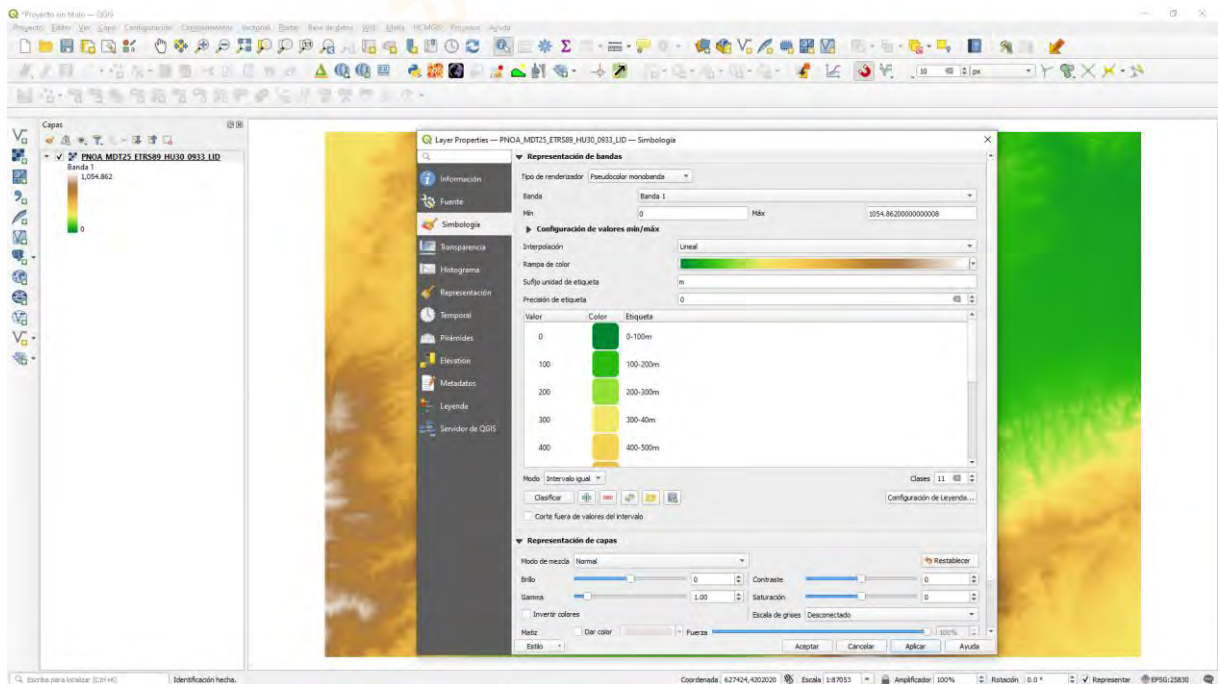 *Proyecto sin título — QGIS
Proyecto Editar Ver Capa Configuración Complementos Vectorial Ráster Base de datos Web Malla HCMGIS Procesos Ayuda
10 px
Capas
PNOA_MDT25_ETRS89_HU30_0933_LID
Banda 1
1,054.862
0
Layer Properties — PNOA_MDT25_ETRS89_HU30_0933_LID — Simbología
Información
Fuente
Simbología
Transparencia
Histograma
Representación
Temporal
Pirámides
Elevation
Metadatos
Leyenda
Servidor de QGIS
Representación de bandas
Tipo de renderizador Pseudocolor monobanda
Banda Banda 1
Mín 0 Máx 1054.86200000000008
Configuración de valores mín/máx
Interpolación Lineal
Rampa de color
Sufijo unidad de etiqueta m
Precisión de etiqueta 0
Valor Color Etiqueta
0 0-100m
100 100-200m
200 200-300m
300 300-40m
400 400-500m
Modo Intervalo igual Clases 11
Clasificar Configuración de Leyenda...
Corte fuera de valores del intervalo
Representación de capas
Modo de mezcla Normal Restablecer
Brillo 0 Contraste 0
Gamma 1.00 Saturación 0
Invertir colores Escala de grises Desconectado
Matiz Dar color Fuerza 100%
Estilo Aceptar Cancelar Aplicar Ayuda
Escriba para localizar (Ctrl+K) Identificación hecha. Coordenada 627424,4202020 Escala 1:87053 Amplificador 100% Rotación 0.0 ° Representar EPSG:25830